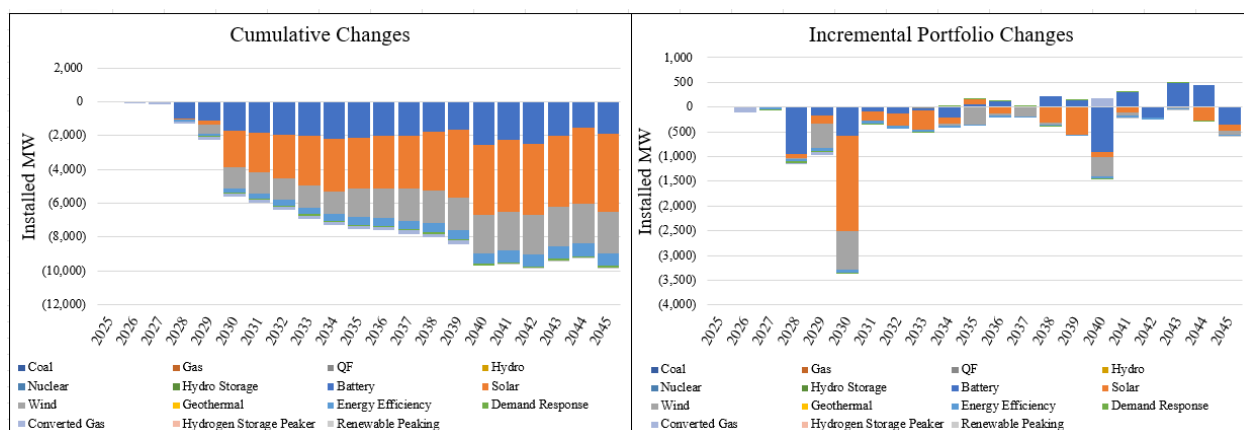 Cumulative Changes
Installed MW
2,000
0
(2,000)
(4,000)
(6,000)
(8,000)
(10,000)
(12,000)
2025 2026 2027 2028 2029 2030 2031 2032 2033 2034 2035 2036 2037 2038 2039 2040 2041 2042 2043 2044 2045
Coal Gas QF Hydro
Nuclear Hydro Storage Battery Solar
Wind Geothermal Energy Efficiency Demand Response
Converted Gas Hydrogen Storage Peaker Renewable Peaking
Incremental Portfolio Changes
Installed MW
1,000
500
0
(500)
(1,000)
(1,500)
(2,000)
(2,500)
(3,000)
(3,500)
(4,000)
2025 2026 2027 2028 2029 2030 2031 2032 2033 2034 2035 2036 2037 2038 2039 2040 2041 2042 2043 2044 2045
Coal Gas QF Hydro
Nuclear Hydro Storage Battery Solar
Wind Geothermal Energy Efficiency Demand Response
Converted Gas Hydrogen Storage Peaker Renewable Peaking